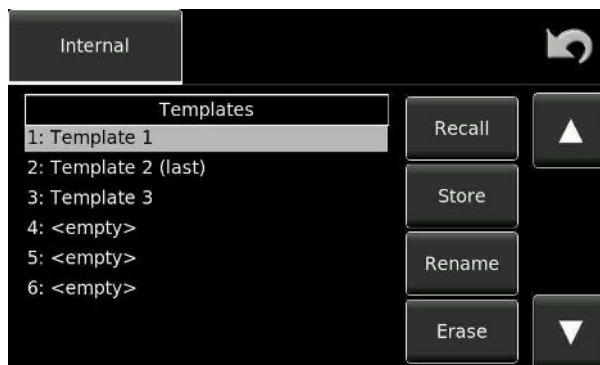 Internal
Templates
1: Template 1
2: Template 2 (last)
3: Template 3
4: <empty>
5: <empty>
6: <empty>
Recall
Store
Rename
Erase